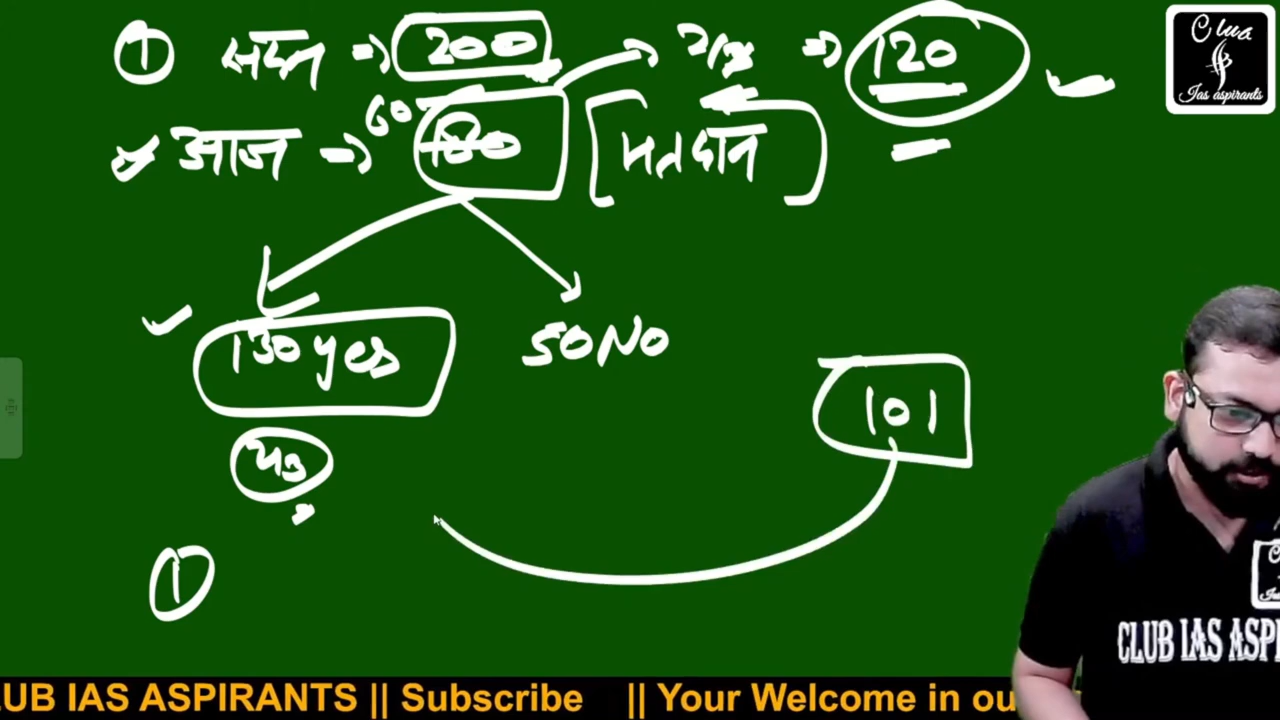 ① सदन ⇒ 200 → 2/3 ⇒ 120
Club
Ias aspirants
आज ⇒ 180 [मतदान]
60
130 yes
50 NO
101
पक्ष
①
CLUB IAS ASPI
CLUB IAS ASPIRANTS || Subscribe || Your Welcome in ou